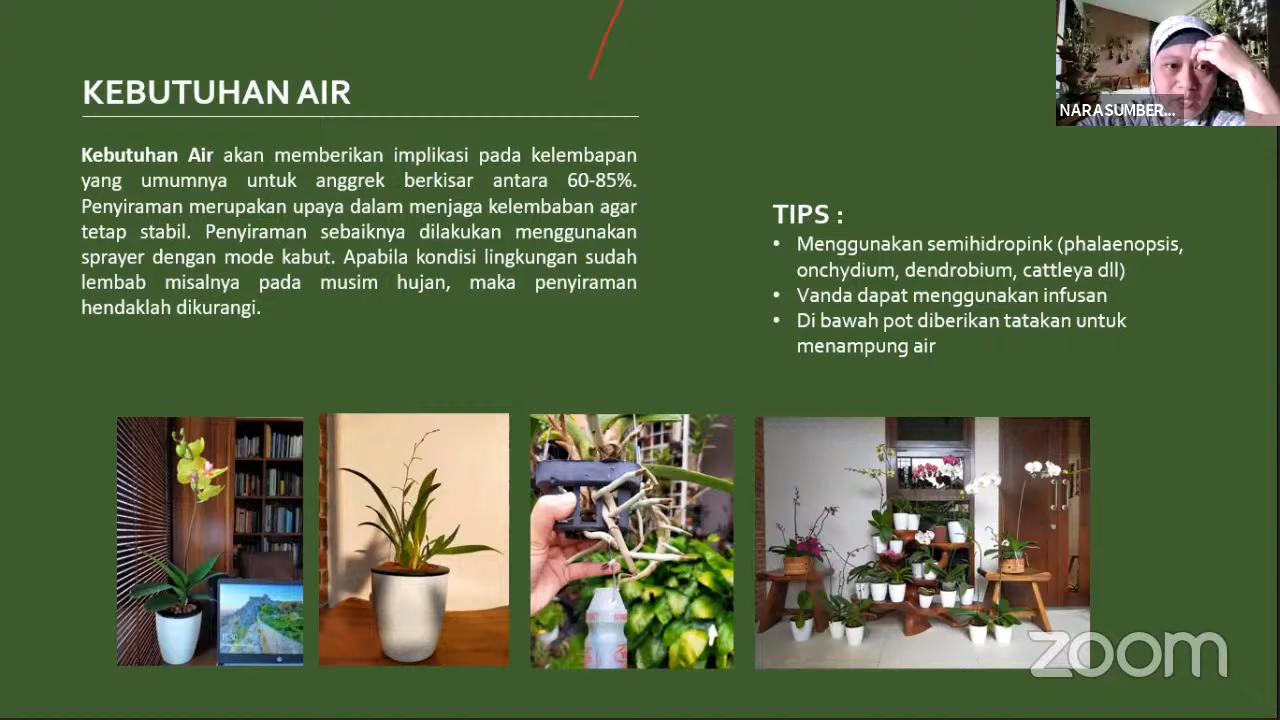 KEBUTUHAN AIR
Kebutuhan Air akan memberikan implikasi pada kelembapan
yang umumnya untuk anggrek berkisar antara 60-85%.
Penyiraman merupakan upaya dalam menjaga kelembaban agar
tetap stabil. Penyiraman sebaiknya dilakukan menggunakan
sprayer dengan mode kabut. Apabila kondisi lingkungan sudah
lembab misalnya pada musim hujan, maka penyiraman
hendaklah dikurangi.
NARASUMBER...
TIPS :
• Menggunakan semihidropink (phalaenopsis,
onchydium, dendrobium, cattleya dll)
• Vanda dapat menggunakan infusan
• Di bawah pot diberikan tatakan untuk
menampung air
zoom